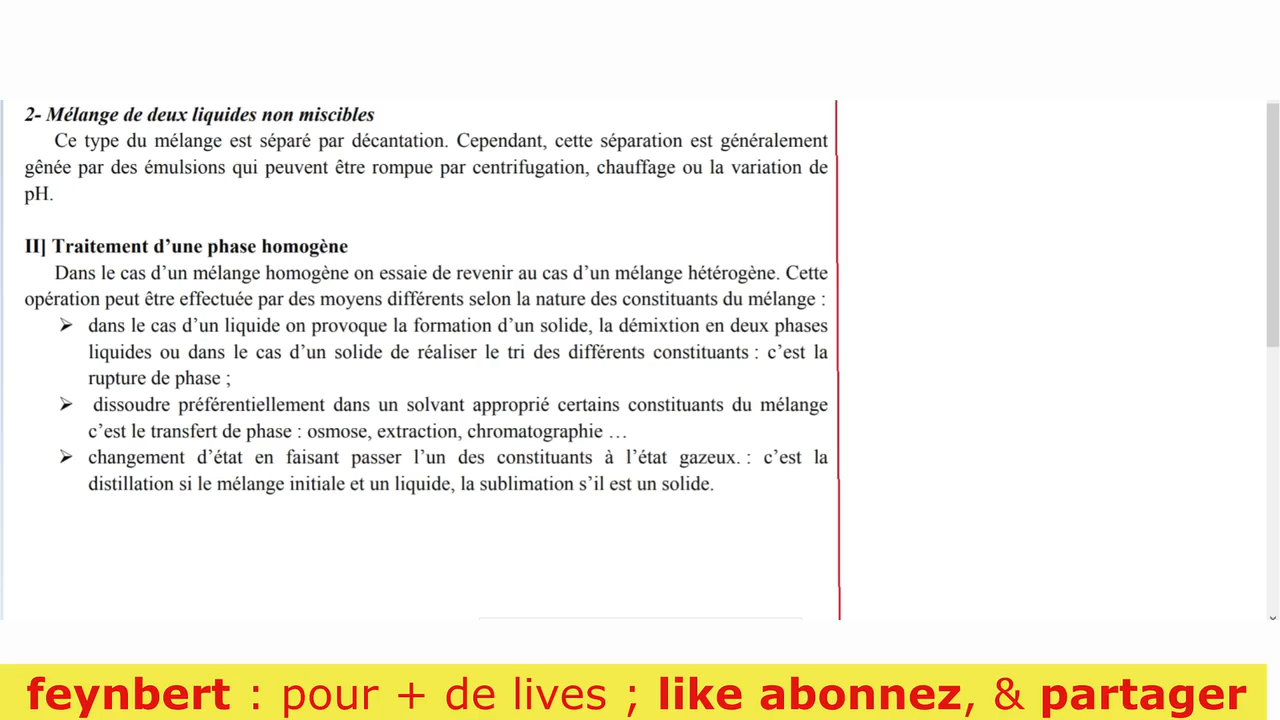 2- Mélange de deux liquides non miscibles
Ce type du mélange est séparé par décantation. Cependant, cette séparation est généralement
gênée par des émulsions qui peuvent être rompue par centrifugation, chauffage ou la variation de
pH.
II] Traitement d’une phase homogène
Dans le cas d’un mélange homogène on essaie de revenir au cas d’un mélange hétérogène. Cette
opération peut être effectuée par des moyens différents selon la nature des constituants du mélange :
➢ dans le cas d’un liquide on provoque la formation d’un solide, la démixtion en deux phases
liquides ou dans le cas d’un solide de réaliser le tri des différents constituants : c’est la
rupture de phase ;
➢ dissoudre préférentiellement dans un solvant approprié certains constituants du mélange
c’est le transfert de phase : osmose, extraction, chromatographie …
➢ changement d’état en faisant passer l’un des constituants à l’état gazeux. : c’est la
distillation si le mélange initiale et un liquide, la sublimation s’il est un solide.
feynbert : pour + de lives ; like abonnez, & partager